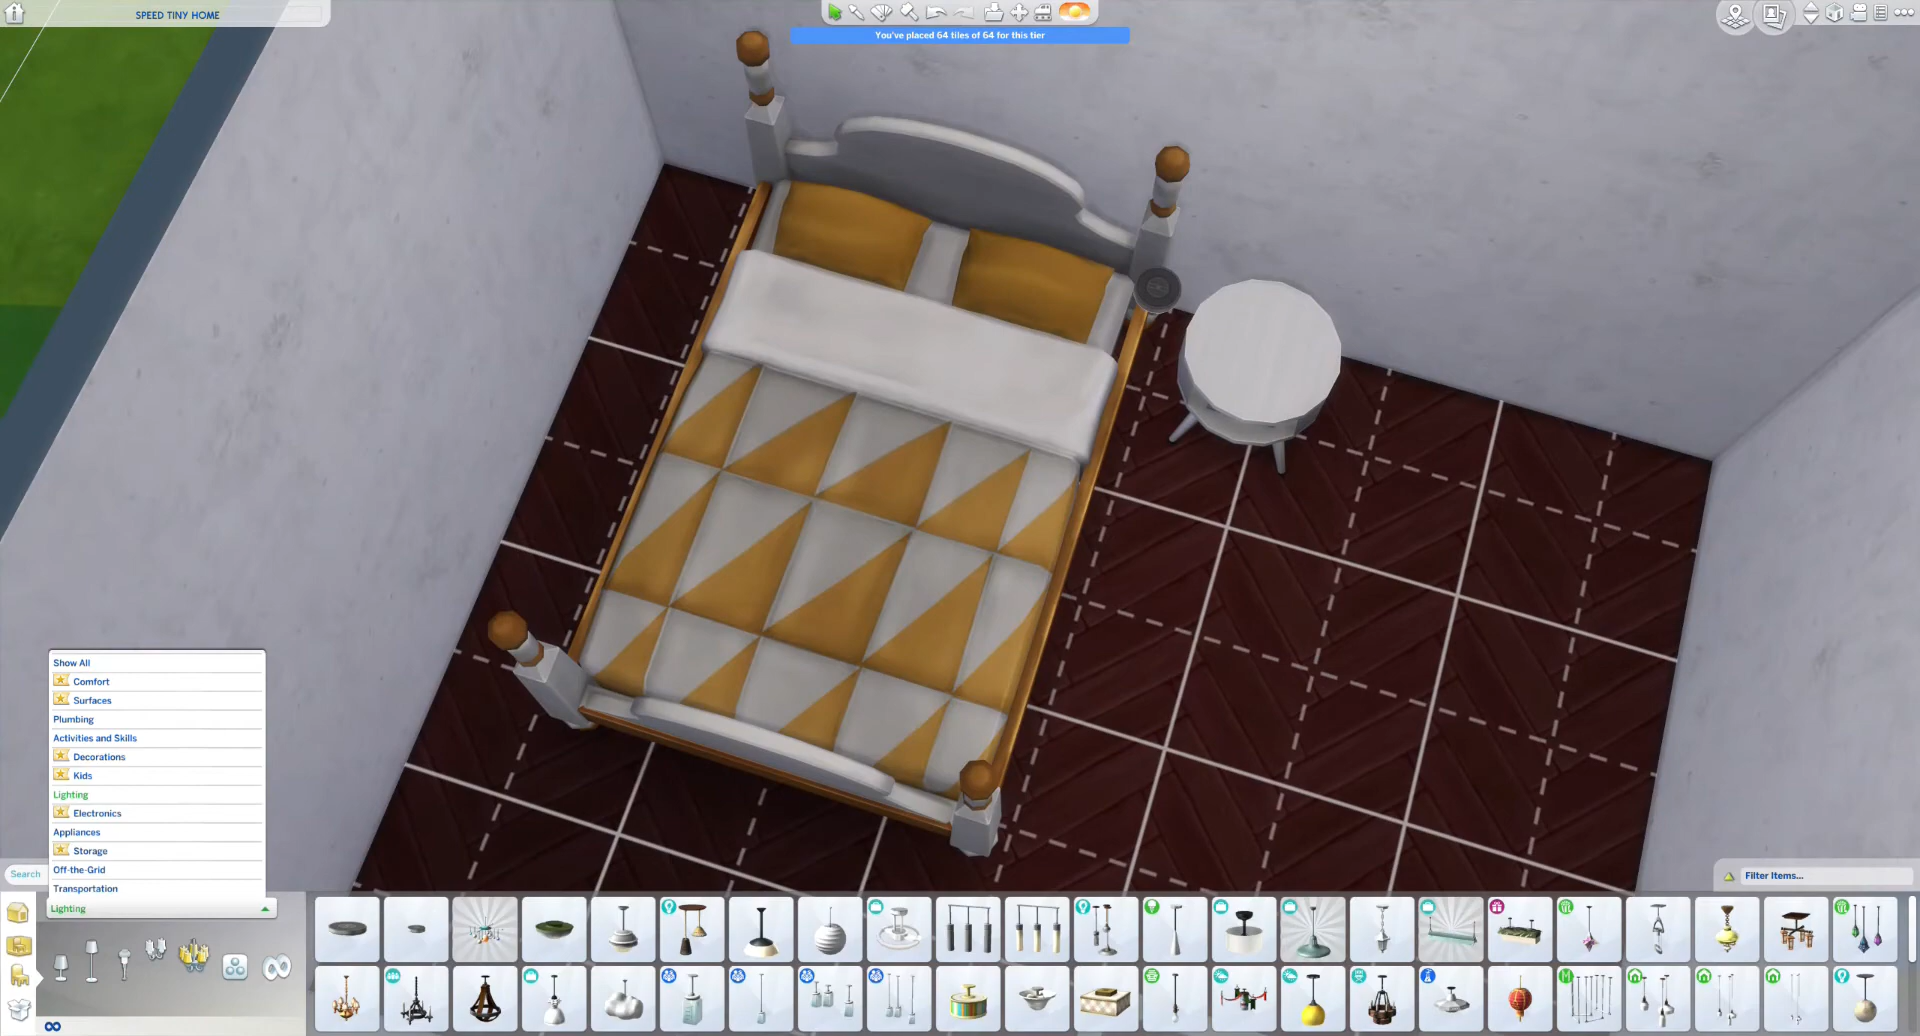 SPEED TINY HOME
You've placed 64 tiles of 64 for this tier
Show All
Comfort
Surfaces
Plumbing
Activities and Skills
Decorations
Kids
Lighting
Electronics
Appliances
Storage
Off-the-Grid
Transportation
Search
Lighting
Filter Items...